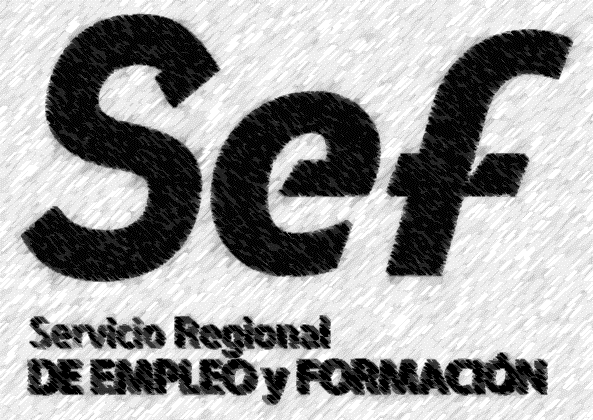 Sef
Servicio Regional
DE EMPLEO y FORMACIÓN